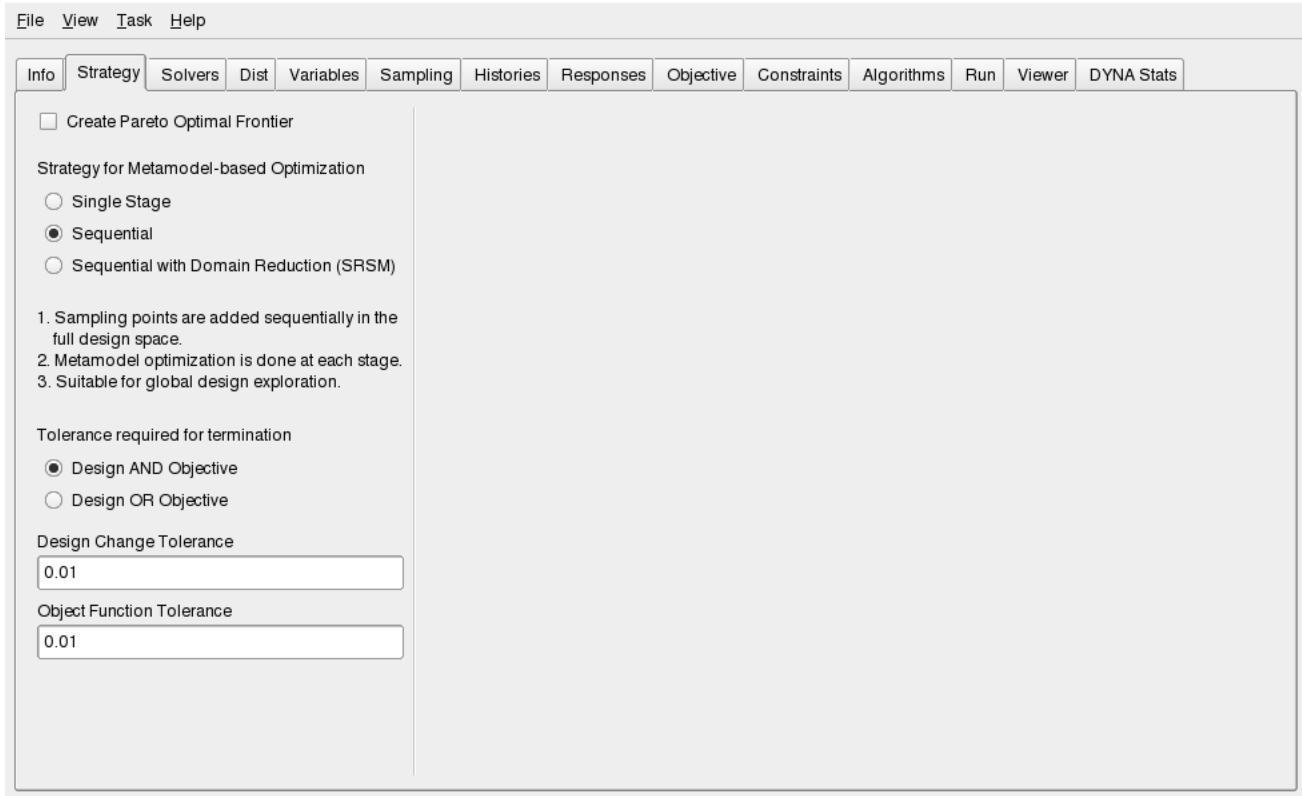 File View Task Help
Info Strategy Solvers Dist Variables Sampling Histories Responses Objective Constraints Algorithms Run Viewer DYNA Stats
Create Pareto Optimal Frontier
Strategy for Metamodel-based Optimization
Single Stage
Sequential
Sequential with Domain Reduction (SRSM)
1. Sampling points are added sequentially in the
full design space.
2. Metamodel optimization is done at each stage.
3. Suitable for global design exploration.
Tolerance required for termination
Design AND Objective
Design OR Objective
Design Change Tolerance
0.01
Object Function Tolerance
0.01